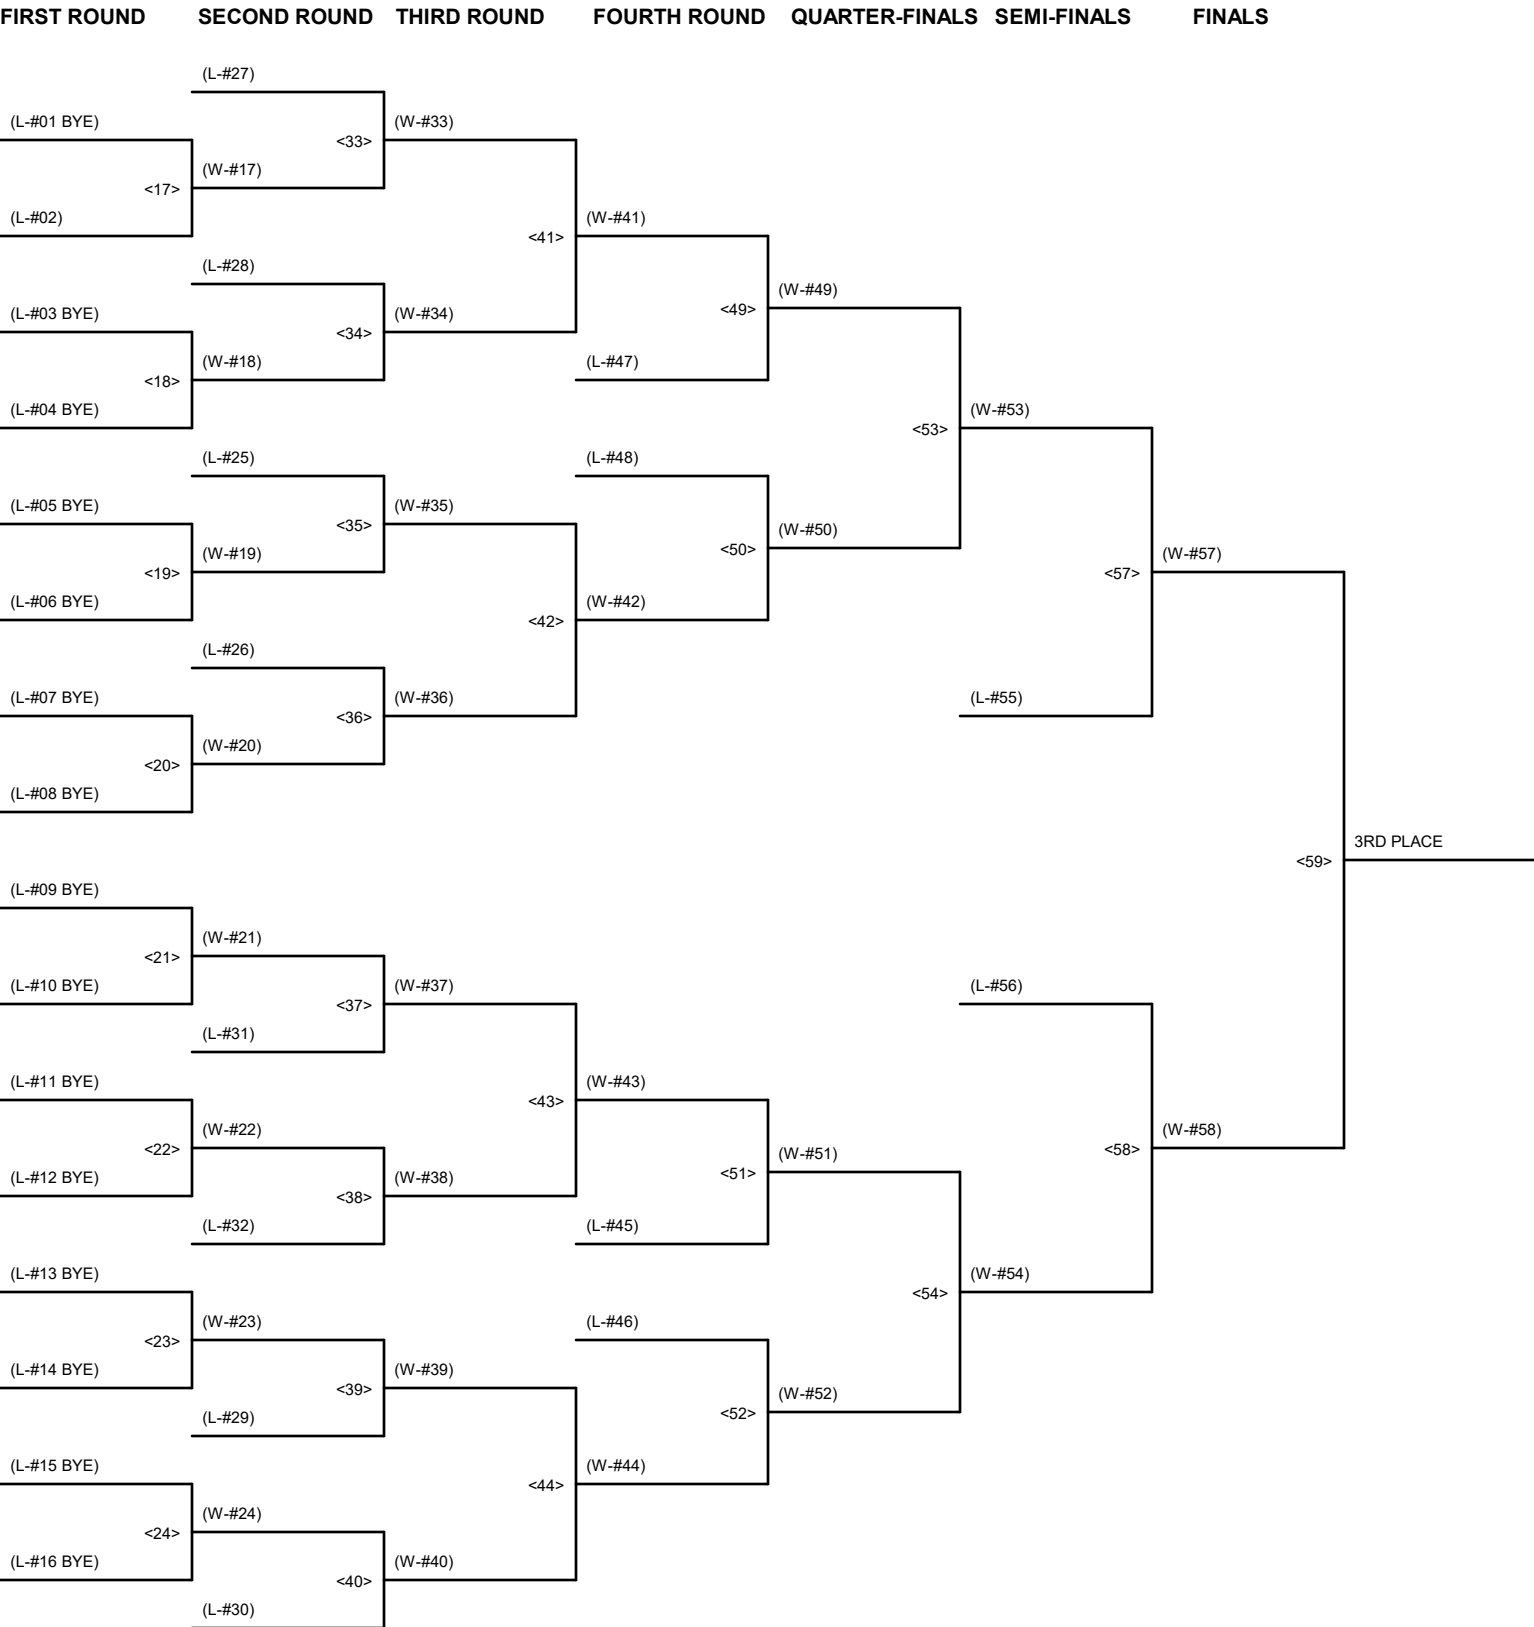 FIRST ROUND SECOND ROUND THIRD ROUND FOURTH ROUND QUARTER-FINALS SEMI-FINALS FINALS
(L-#27)
(L-#01 BYE) (W-#33)
<33>
(W-#17)
<17>
(L-#02) (W-#41)
<41>
(L-#28)
(W-#49)
(L-#03 BYE) (W-#34) <49>
<34>
(W-#18) (L-#47)
<18>
(L-#04 BYE) (W-#53)
<53>
(L-#25) (L-#48)
(L-#05 BYE) (W-#35)
<35> (W-#50)
(W-#19) <50> (W-#57)
<19> <57>
(L-#06 BYE) (W-#42)
<42>
(L-#26)
(L-#07 BYE) (W-#36) (L-#55)
<36>
(W-#20)
<20>
(L-#08 BYE)
3RD PLACE
<59>
(L-#09 BYE)
(W-#21)
<21>
(L-#10 BYE) (W-#37) (L-#56)
<37>
(L-#31)
(L-#11 BYE) (W-#43)
<43>
(W-#22) (W-#58)
<22> (W-#51) <58>
(L-#12 BYE) (W-#38) <51>
<38>
(L-#32) (L-#45)
(L-#13 BYE) (W-#54)
<54>
(W-#23) (L-#46)
<23>
(L-#14 BYE) (W-#39)
<39> (W-#52)
(L-#29) <52>
(L-#15 BYE) (W-#44)
<44>
(W-#24)
<24>
(L-#16 BYE) (W-#40)
<40>
(L-#30)